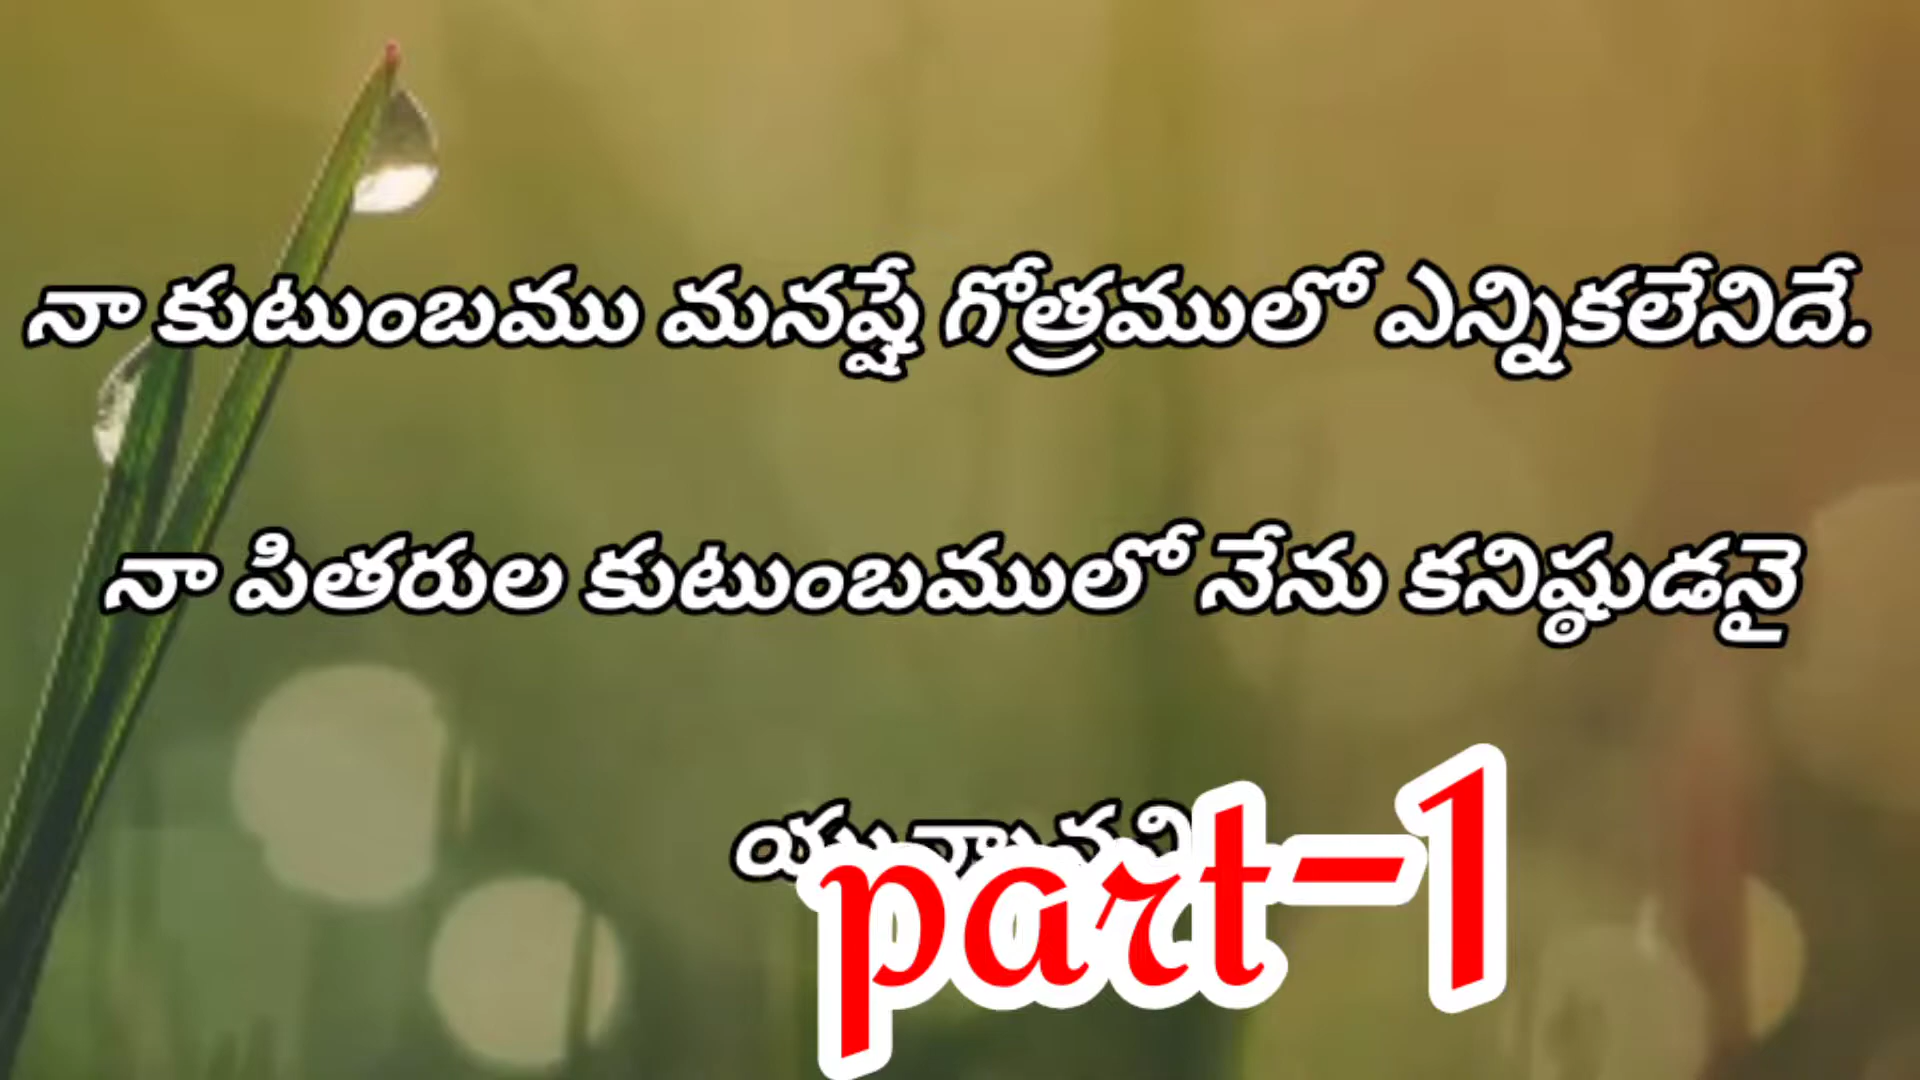 నా కుటుంబము మనష్షే గోత్రములో ఎన్నికలేనిదే.
నా పితరుల కుటుంబములో నేను కనిష్ఠుడనై
part-1